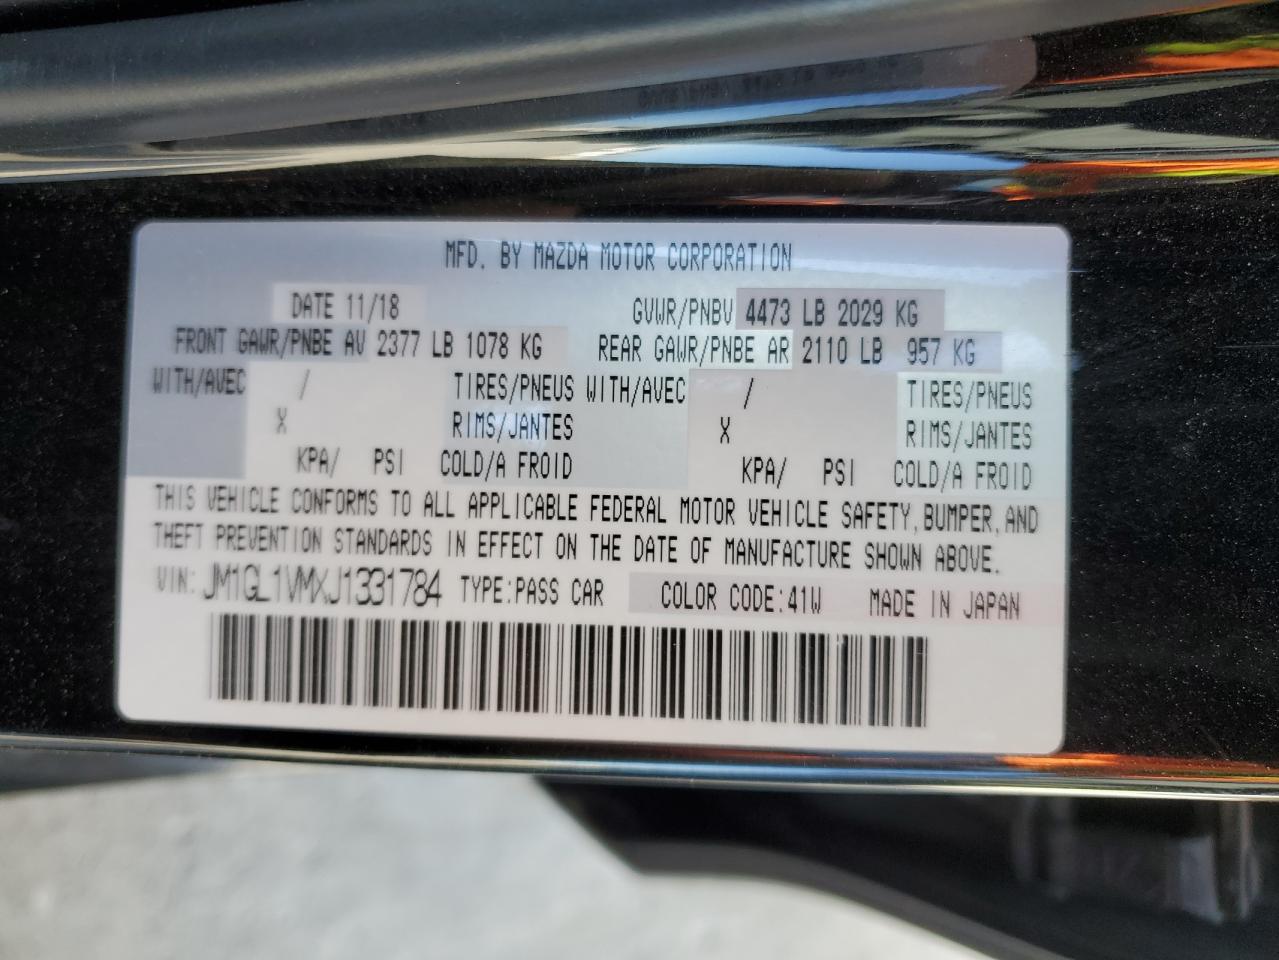 MFD. BY MAZDA MOTOR CORPORATION
DATE 11/18 GVWR/PNBV 4473 LB 2029 KG
FRONT GAWR/PNBE AV 2377 LB 1078 KG REAR GAWR/PNBE AR 2110 LB 957 KG
WITH/AVEC / TIRES/PNEUS WITH/AVEC / TIRES/PNEUS
X RIMS/JANTES X RIMS/JANTES
KPA/ PSI COLD/A FROID KPA/ PSI COLD/A FROID
THIS VEHICLE CONFORMS TO ALL APPLICABLE FEDERAL MOTOR VEHICLE SAFETY, BUMPER, AND
THEFT PREVENTION STANDARDS IN EFFECT ON THE DATE OF MANUFACTURE SHOWN ABOVE.
VIN: JM1GL1VMXJ1331784 TYPE:PASS CAR COLOR CODE:41W MADE IN JAPAN